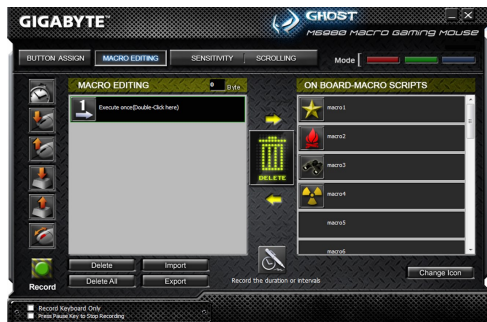 GIGABYTE™
GHOST
M6980 Macro Gaming Mouse
BUTTON ASSIGN
MACRO EDITING
SENSITIVITY
SCROLLING
Mode
MACRO EDITING
0 Byte
ON BOARD-MACRO SCRIPTS
1
Execute once(Double-Click here)
macro1
macro2
macro3
macro4
macro5
macro6
DELETE
Delete
Import
Delete All
Export
Record
Record the duration or intervals
Change Icon
Record Keyboard Only
Press Pause Key to Stop Recording